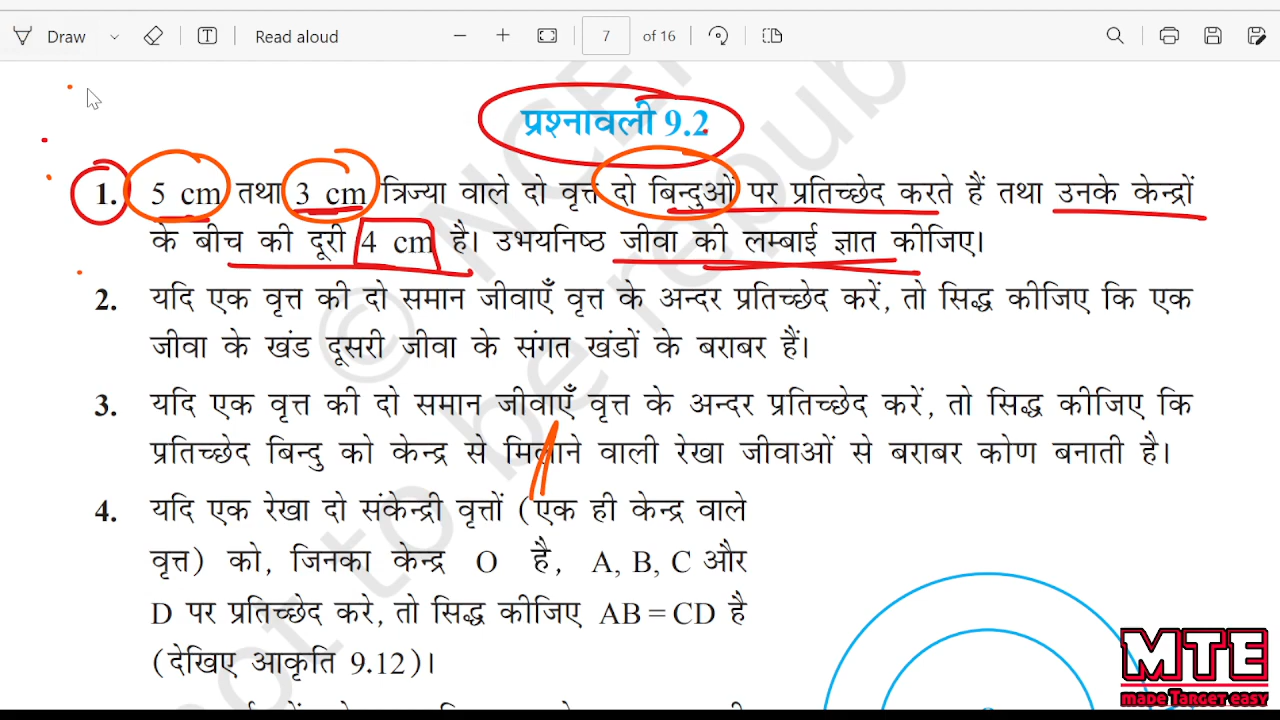 Draw
Read aloud
7 of 16
प्रश्नावली 9.2
1. 5 cm तथा 3 cm त्रिज्या वाले दो वृत्त दो बिन्दुओं पर प्रतिच्छेद करते हैं तथा उनके केन्द्रों
के बीच की दूरी 4 cm है। उभयनिष्ठ जीवा की लम्बाई ज्ञात कीजिए।
2. यदि एक वृत्त की दो समान जीवाएँ वृत्त के अन्दर प्रतिच्छेद करें, तो सिद्ध कीजिए कि एक
जीवा के खंड दूसरी जीवा के संगत खंडों के बराबर हैं।
3. यदि एक वृत्त की दो समान जीवाएँ वृत्त के अन्दर प्रतिच्छेद करें, तो सिद्ध कीजिए कि
प्रतिच्छेद बिन्दु को केन्द्र से मिलाने वाली रेखा जीवाओं से बराबर कोण बनाती है।
4. यदि एक रेखा दो संकेन्द्री वृत्तों (एक ही केन्द्र वाले
वृत्त) को, जिनका केन्द्र O है, A, B, C और
D पर प्रतिच्छेद करे, तो सिद्ध कीजिए AB = CD है
(देखिए आकृति 9.12)।
MTE
made Target easy